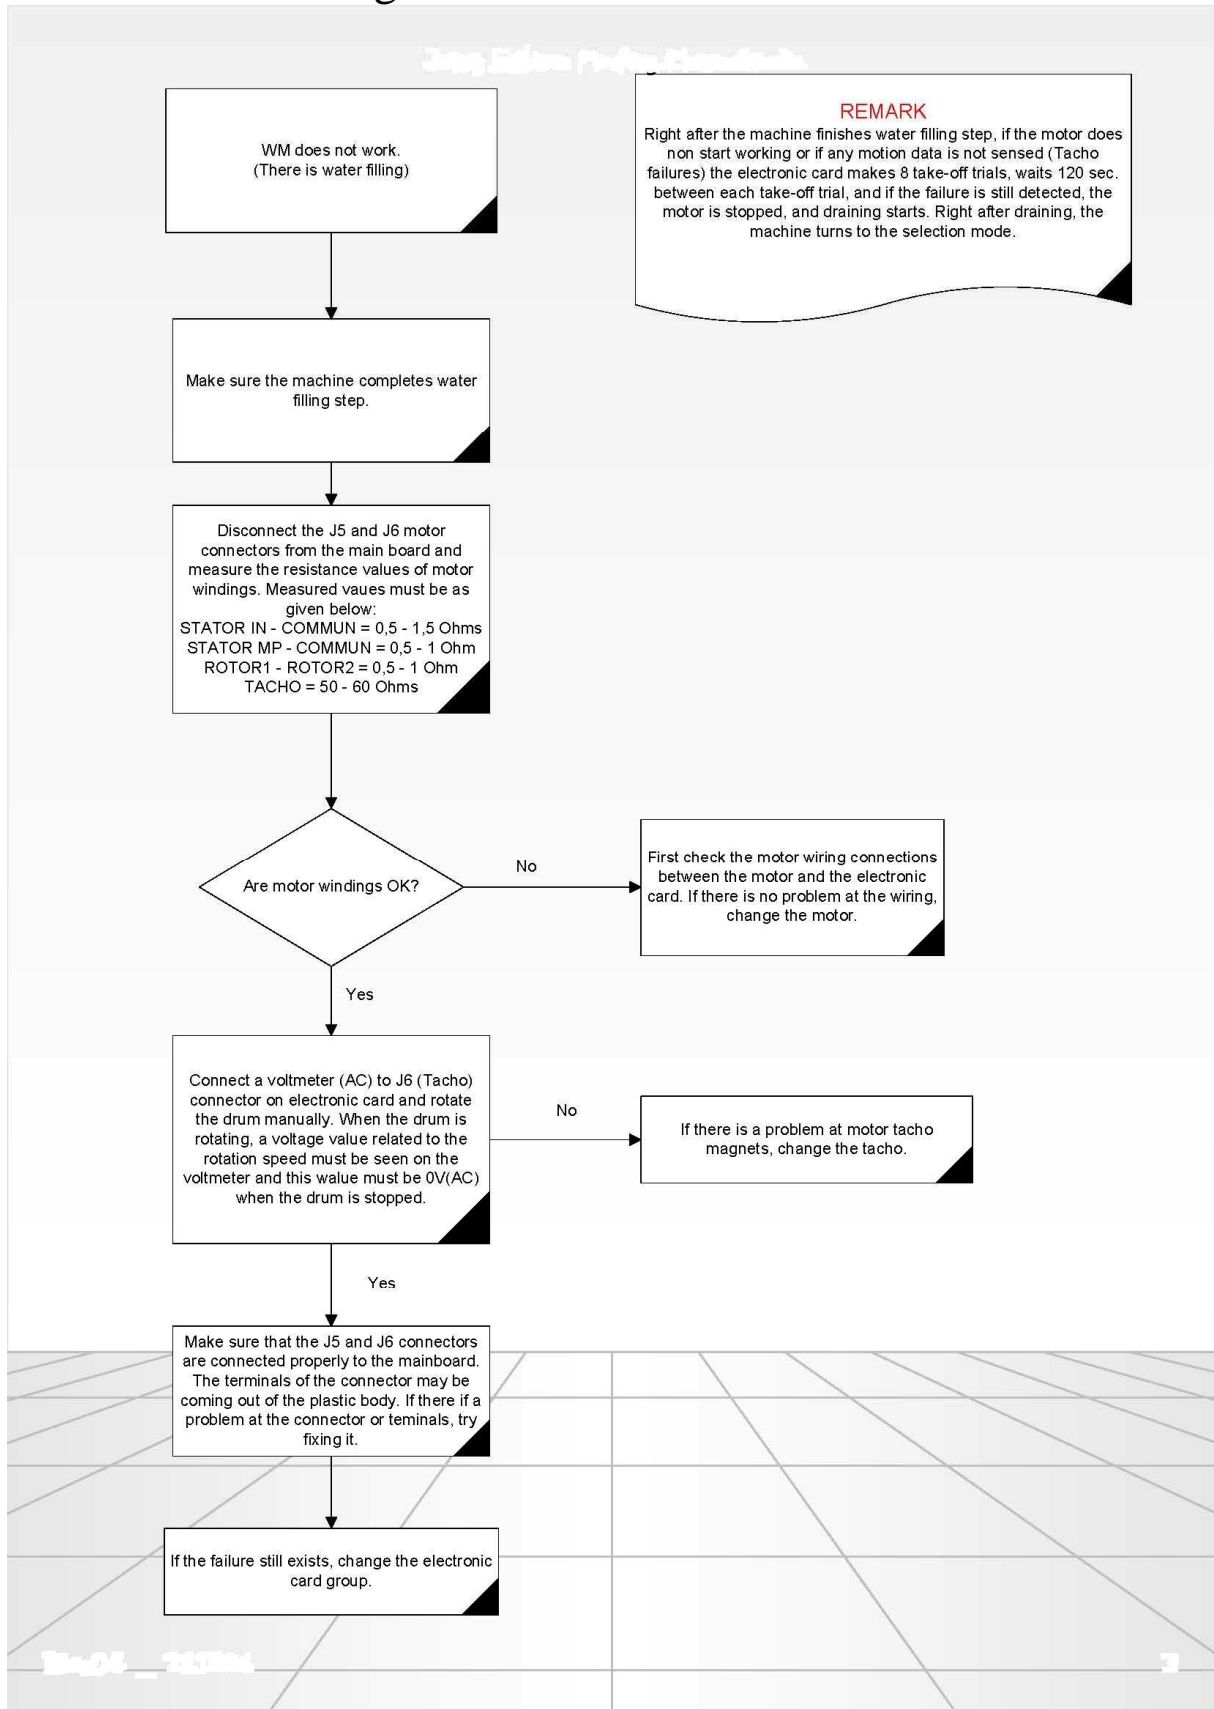 WM does not work.
(There is water filling)
REMARK
Right after the machine finishes water filling step, if the motor does
non start working or if any motion data is not sensed (Tacho
failures) the electronic card makes 8 take-off trials, waits 120 sec.
between each take-off trial, and if the failure is still detected, the
motor is stopped, and draining starts. Right after draining, the
machine turns to the selection mode.
Make sure the machine completes water
filling step.
Disconnect the J5 and J6 motor
connectors from the main board and
measure the resistance values of motor
windings. Measured vaues must be as
given below:
STATOR IN - COMMUN = 0,5 - 1,5 Ohms
STATOR MP - COMMUN = 0,5 - 1 Ohm
ROTOR1 - ROTOR2 = 0,5 - 1 Ohm
TACHO = 50 - 60 Ohms
Are motor windings OK?
No
First check the motor wiring connections
between the motor and the electronic
card. If there is no problem at the wiring,
change the motor.
Yes
Connect a voltmeter (AC) to J6 (Tacho)
connector on electronic card and rotate
the drum manually. When the drum is
rotating, a voltage value related to the
rotation speed must be seen on the
voltmeter and this walue must be 0V(AC)
when the drum is stopped.
No
If there is a problem at motor tacho
magnets, change the tacho.
Yes
Make sure that the J5 and J6 connectors
are connected properly to the mainboard.
The terminals of the connector may be
coming out of the plastic body. If there if a
problem at the connector or teminals, try
fixing it.
If the failure still exists, change the electronic
card group.
3